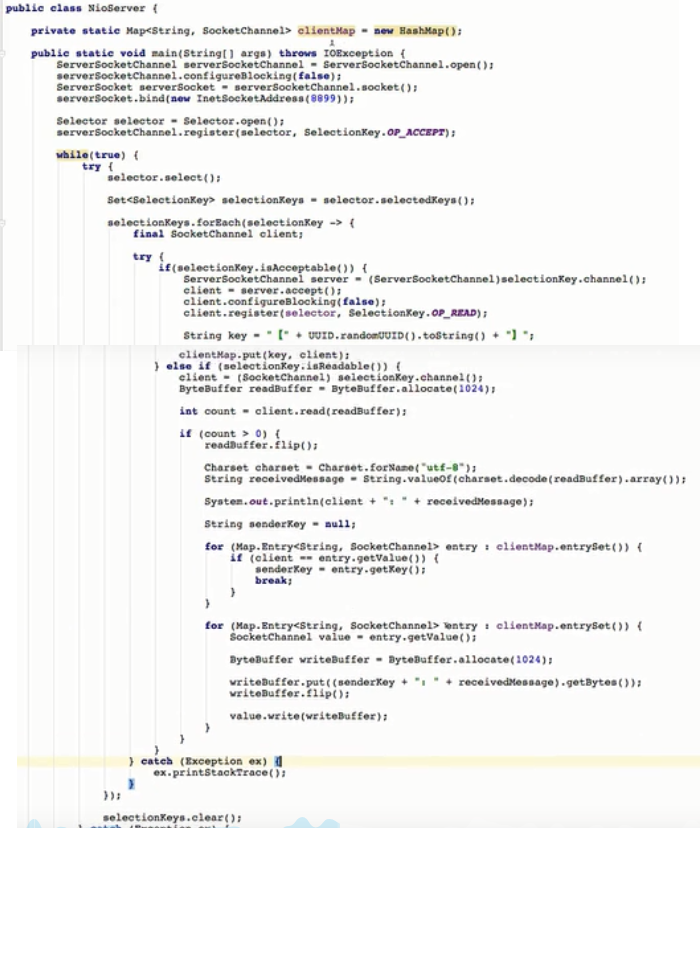 public class NioServer {
private static Map<String, SocketChannel> clientMap = new HashMap();
public static void main(String[] args) throws IOException {
ServerSocketChannel serverSocketChannel = ServerSocketChannel.open();
serverSocketChannel.configureBlocking(false);
ServerSocket serverSocket = serverSocketChannel.socket();
serverSocket.bind(new InetSocketAddress(8899));
Selector selector = Selector.open();
serverSocketChannel.register(selector, SelectionKey.OP_ACCEPT);
while(true) {
try {
selector.select();
Set<SelectionKey> selectionKeys = selector.selectedKeys();
selectionKeys.forEach(selectionKey -> {
final SocketChannel client;
try {
if(selectionKey.isAcceptable()) {
ServerSocketChannel server = (ServerSocketChannel)selectionKey.channel();
client = server.accept();
client.configureBlocking(false);
client.register(selector, SelectionKey.OP_READ);
String key = "【" + UUID.randomUUID().toString() + "】";
clientMap.put(key, client);
} else if (selectionKey.isReadable()) {
client = (SocketChannel) selectionKey.channel();
ByteBuffer readBuffer = ByteBuffer.allocate(1024);
int count = client.read(readBuffer);
if (count > 0) {
readBuffer.flip();
Charset charset = Charset.forName("utf-8");
String receivedMessage = String.valueOf(charset.decode(readBuffer).array());
System.out.println(client + ": " + receivedMessage);
String senderKey = null;
for (Map.Entry<String, SocketChannel> entry : clientMap.entrySet()) {
if (client == entry.getValue()) {
senderKey = entry.getKey();
break;
}
}
for (Map.Entry<String, SocketChannel> entry : clientMap.entrySet()) {
SocketChannel value = entry.getValue();
ByteBuffer writeBuffer = ByteBuffer.allocate(1024);
writeBuffer.put((senderKey + ": " + receivedMessage).getBytes());
writeBuffer.flip();
value.write(writeBuffer);
}
}
}
} catch (Exception ex) {
ex.printStackTrace();
}
});
selectionKeys.clear();